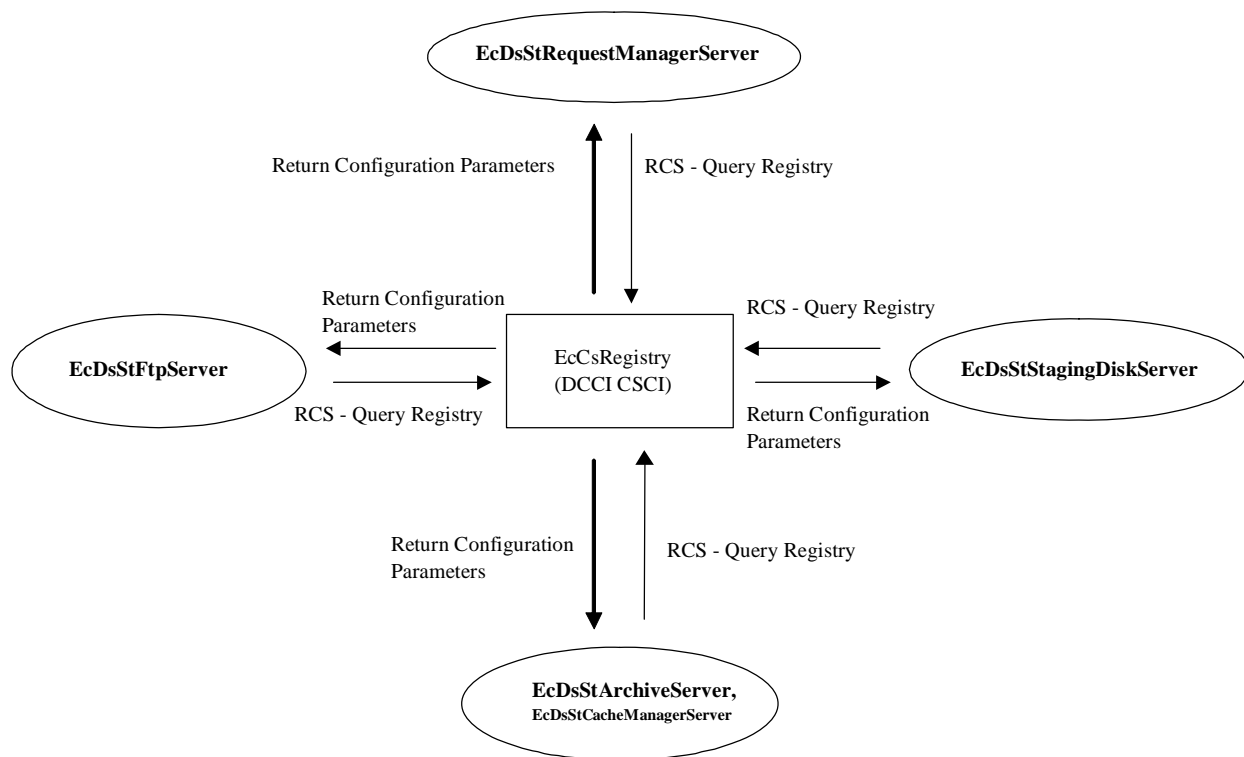 EcDsStRequestManagerServer
Return Configuration Parameters
RCS - Query Registry
Return Configuration
Parameters
RCS - Query Registry
EcDsStFtpServer
EcCsRegistry
(DCCI CSCI)
EcDsStStagingDiskServer
RCS - Query Registry
Return Configuration
Parameters
Return Configuration
Parameters
RCS - Query Registry
EcDsStArchiveServer,
EcDsStCacheManagerServer